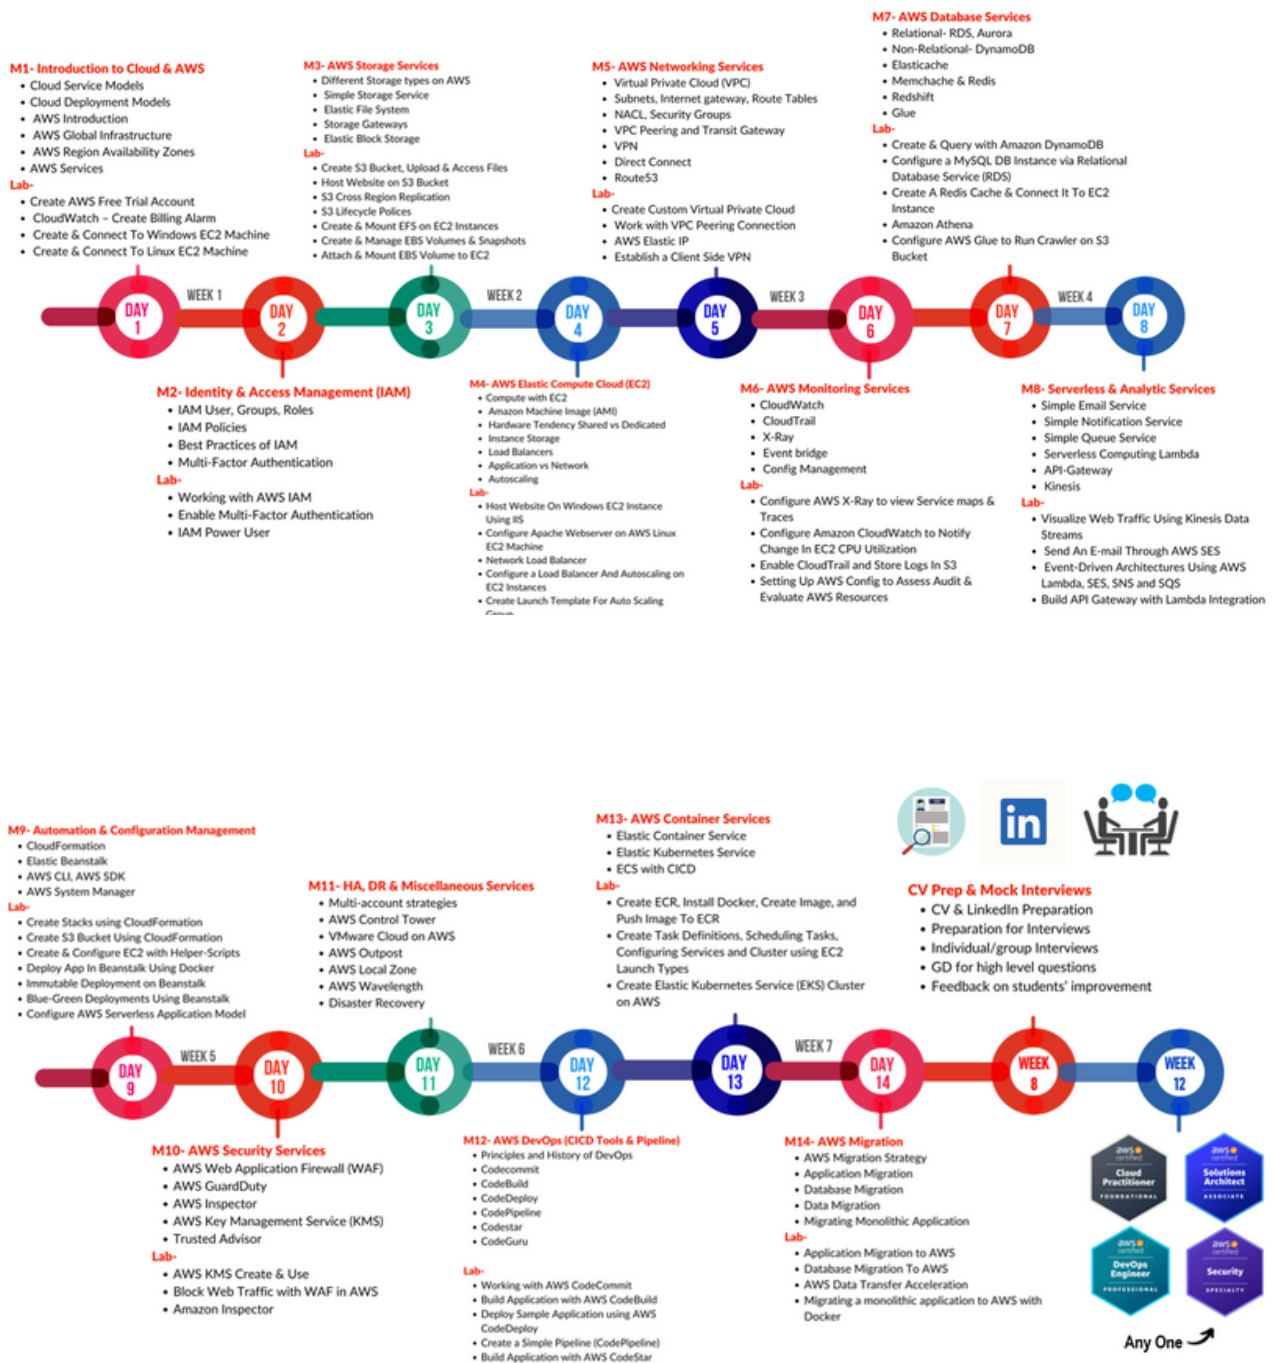 M1- Introduction to Cloud & AWS
• Cloud Service Models
• Cloud Deployment Models
• AWS Introduction
• AWS Global Infrastructure
• AWS Region Availability Zones
• AWS Services
Lab-
• Create AWS Free Trial Account
• CloudWatch – Create Billing Alarm
• Create & Connect To Windows EC2 Machine
• Create & Connect To Linux EC2 Machine
M3- AWS Storage Services
• Different Storage types on AWS
• Simple Storage Service
• Elastic File System
• Storage Gateways
• Elastic Block Storage
Lab-
• Create S3 Bucket, Upload & Access Files
• Host Website on S3 Bucket
• S3 Cross Region Replication
• S3 Lifecycle Polices
• Create & Mount EFS on EC2 Instances
• Create & Manage EBS Volumes & Snapshots
• Attach & Mount EBS Volume to EC2
M5- AWS Networking Services
• Virtual Private Cloud (VPC)
• Subnets, Internet gateway, Route Tables
• NACL, Security Groups
• VPC Peering and Transit Gateway
• VPN
• Direct Connect
• Route53
Lab-
• Create Custom Virtual Private Cloud
• Work with VPC Peering Connection
• AWS Elastic IP
• Establish a Client Side VPN
M7- AWS Database Services
• Relational- RDS, Aurora
• Non-Relational- DynamoDB
• Elasticache
• Memchache & Redis
• Redshift
• Glue
Lab-
• Create & Query with Amazon DynamoDB
• Configure a MySQL DB Instance via Relational
Database Service (RDS)
• Create A Redis Cache & Connect It To EC2
Instance
• Amazon Athena
• Configure AWS Glue to Run Crawler on S3
Bucket
DAY
1
WEEK 1
DAY
2
DAY
3
WEEK 2
DAY
4
DAY
5
WEEK 3
DAY
6
DAY
7
WEEK 4
DAY
8
M2- Identity & Access Management (IAM)
• IAM User, Groups, Roles
• IAM Policies
• Best Practices of IAM
• Multi-Factor Authentication
Lab-
• Working with AWS IAM
• Enable Multi-Factor Authentication
• IAM Power User
M4- AWS Elastic Compute Cloud (EC2)
• Compute with EC2
• Amazon Machine Image (AMI)
• Hardware Tendency Shared vs Dedicated
• Instance Storage
• Load Balancers
• Application vs Network
• Autoscaling
Lab-
• Host Website On Windows EC2 Instance
Using IIS
• Configure Apache Webserver on AWS Linux
EC2 Machine
• Network Load Balancer
• Configure a Load Balancer And Autoscaling on
EC2 Instances
• Create Launch Template For Auto Scaling
Group
M6- AWS Monitoring Services
• CloudWatch
• CloudTrail
• X-Ray
• Event bridge
• Config Management
Lab-
• Configure AWS X-Ray to view Service maps &
Traces
• Configure Amazon CloudWatch to Notify
Change In EC2 CPU Utilization
• Enable CloudTrail and Store Logs In S3
• Setting Up AWS Config to Assess Audit &
Evaluate AWS Resources
M8- Serverless & Analytic Services
• Simple Email Service
• Simple Notification Service
• Simple Queue Service
• Serverless Computing Lambda
• API-Gateway
• Kinesis
Lab-
• Visualize Web Traffic Using Kinesis Data
Streams
• Send An E-mail Through AWS SES
• Event-Driven Architectures Using AWS
Lambda, SES, SNS and SQS
• Build API Gateway with Lambda Integration
M9- Automation & Configuration Management
• CloudFormation
• Elastic Beanstalk
• AWS CLI, AWS SDK
• AWS System Manager
Lab-
• Create Stacks using CloudFormation
• Create S3 Bucket Using CloudFormation
• Create & Configure EC2 with Helper-Scripts
• Deploy App In Beanstalk Using Docker
• Immutable Deployment on Beanstalk
• Blue-Green Deployments Using Beanstalk
• Configure AWS Serverless Application Model
M11- HA, DR & Miscellaneous Services
• Multi-account strategies
• AWS Control Tower
• VMware Cloud on AWS
• AWS Outpost
• AWS Local Zone
• AWS Wavelength
• Disaster Recovery
M13- AWS Container Services
• Elastic Container Service
• Elastic Kubernetes Service
• ECS with CICD
Lab-
• Create ECR, Install Docker, Create Image, and
Push Image To ECR
• Create Task Definitions, Scheduling Tasks,
Configuring Services and Cluster using EC2
Launch Types
• Create Elastic Kubernetes Service (EKS) Cluster
on AWS
in
CV Prep & Mock Interviews
• CV & LinkedIn Preparation
• Preparation for Interviews
• Individual/group Interviews
• GD for high level questions
• Feedback on students' improvement
DAY
9
WEEK 5
DAY
10
DAY
11
WEEK 6
DAY
12
DAY
13
WEEK 7
DAY
14
WEEK
8
WEEK
12
M10- AWS Security Services
• AWS Web Application Firewall (WAF)
• AWS GuardDuty
• AWS Inspector
• AWS Key Management Service (KMS)
• Trusted Advisor
Lab-
• AWS KMS Create & Use
• Block Web Traffic with WAF in AWS
• Amazon Inspector
M12- AWS DevOps (CICD Tools & Pipeline)
• Principles and History of DevOps
• Codecommit
• CodeBuild
• CodeDeploy
• CodePipeline
• Codestar
• CodeGuru
Lab-
• Working with AWS CodeCommit
• Build Application with AWS CodeBuild
• Deploy Sample Application using AWS
CodeDeploy
• Create a Simple Pipeline (CodePipeline)
• Build Application with AWS CodeStar
M14- AWS Migration
• AWS Migration Strategy
• Application Migration
• Database Migration
• Data Migration
• Migrating Monolithic Application
Lab-
• Application Migration to AWS
• Database Migration To AWS
• AWS Data Transfer Acceleration
• Migrating a monolithic application to AWS with
Docker
aws
certified
Cloud
Practitioner
FOUNDATIONAL
aws
certified
Solutions
Architect
ASSOCIATE
aws
certified
DevOps
Engineer
PROFESSIONAL
aws
certified
Security
SPECIALTY
Any One